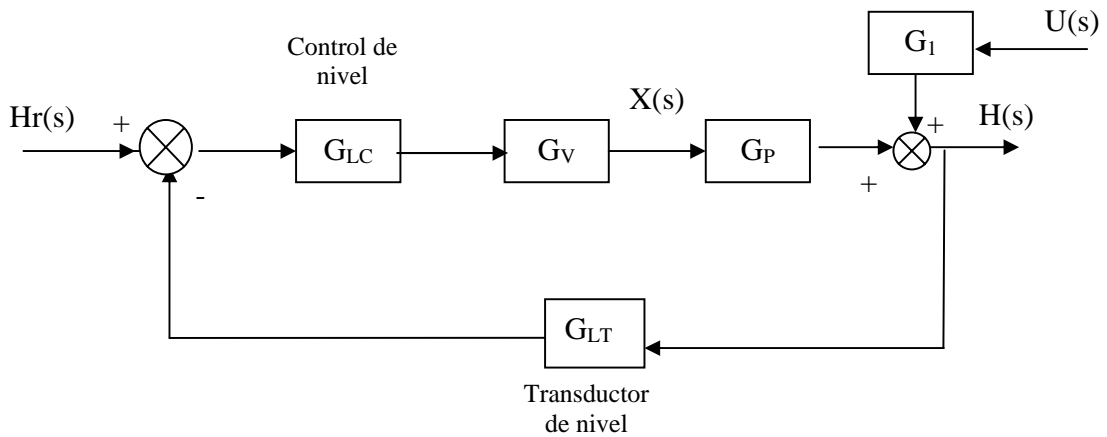 U(s)
G1
Control de
nivel
X(s)
Hr(s)
+
+
H(s)
GLC
GV
GP
-
+
GLT
Transductor
de nivel